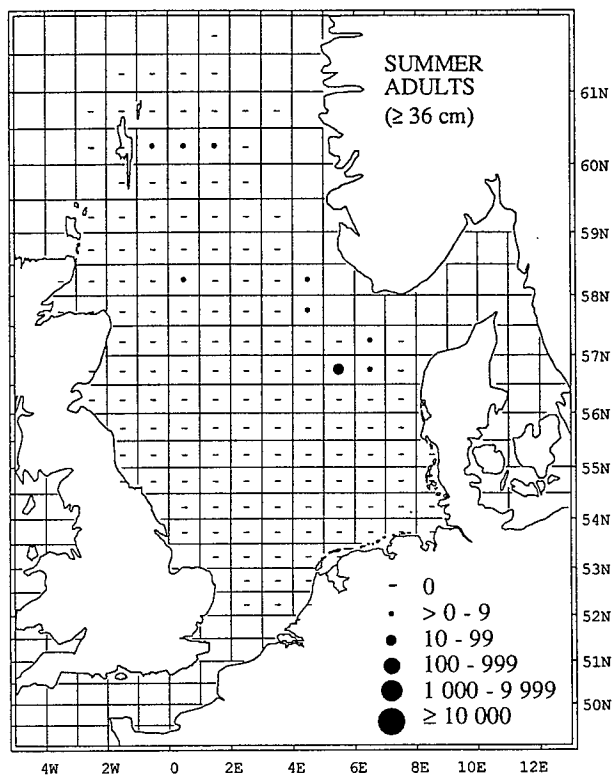 SUMMER
ADULTS
(≥ 36 cm)
61N
60N
59N
58N
57N
56N
55N
54N
53N
52N
51N
50N
- 0
• > 0 - 9
● 10 - 99
● 100 - 999
● 1 000 - 9 999
● ≥ 10 000
4W 2W 0 2E 4E 6E 8E 10E 12E